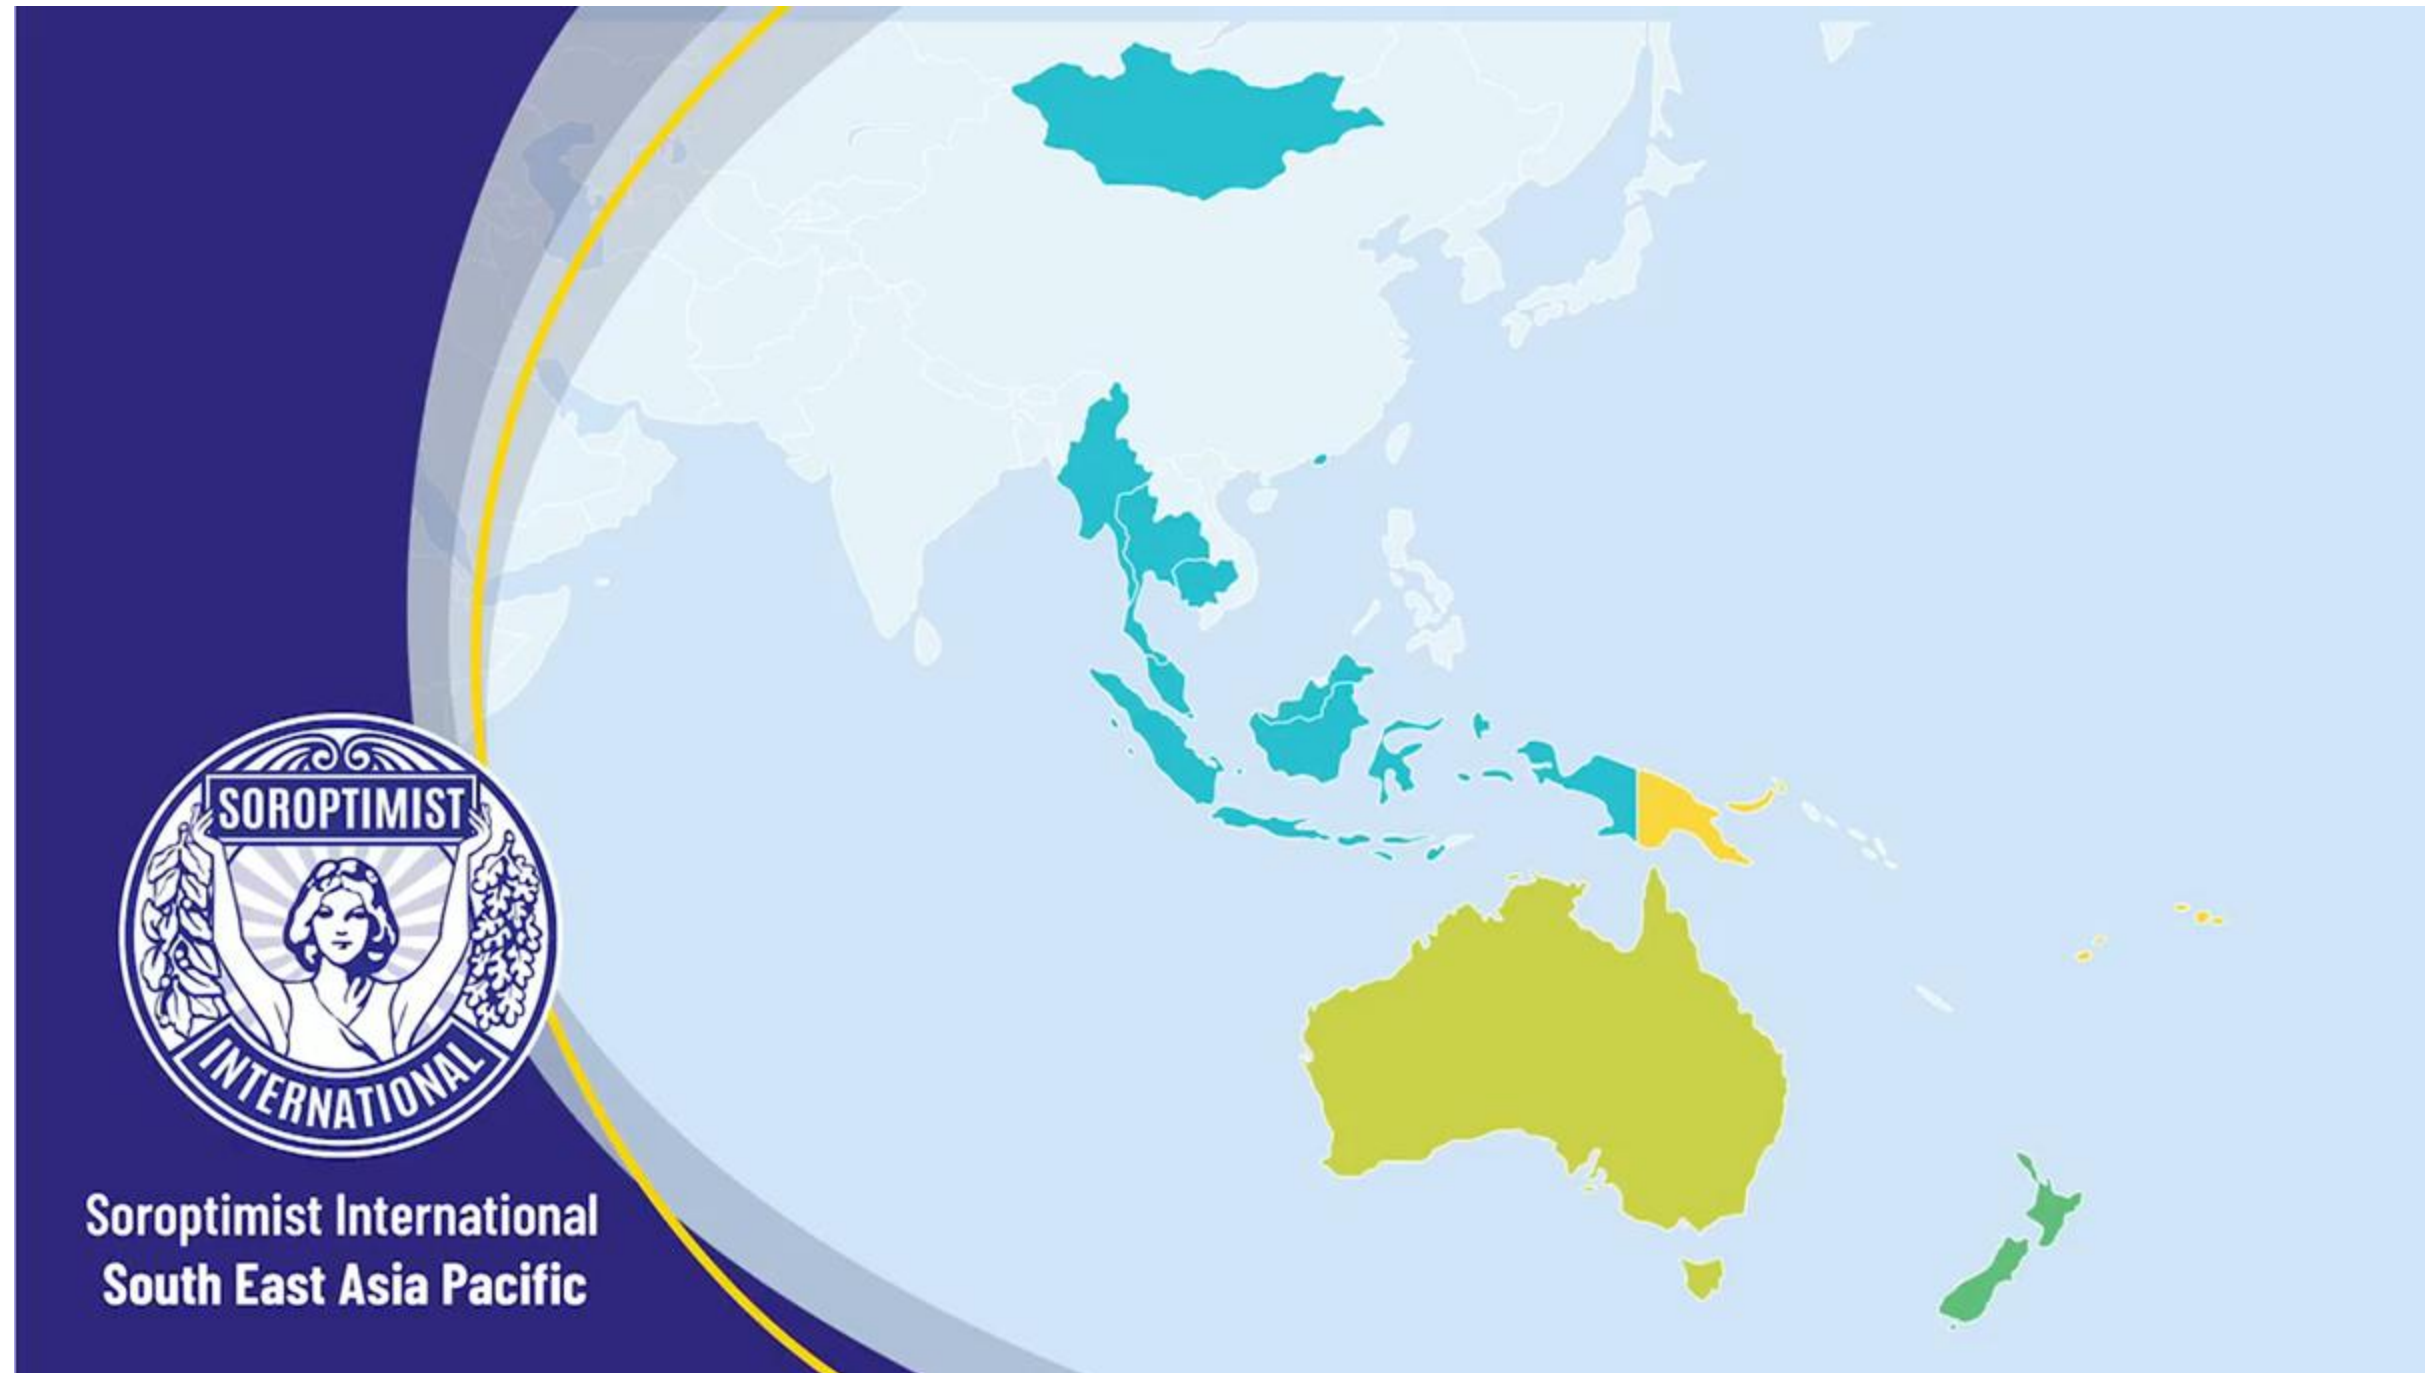 SOROPTIMIST
INTERNATIONAL
Soroptimist International
South East Asia Pacific